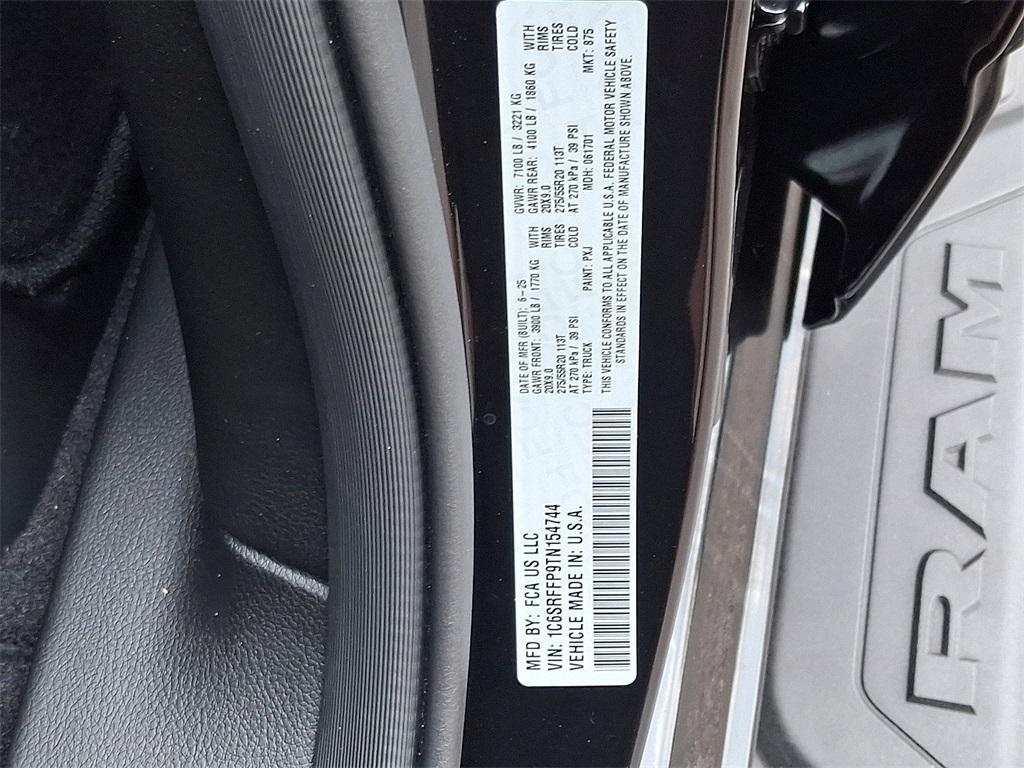 MFD BY: FCA US LLC
VIN: 1C6SRFFP9TN154744
VEHICLE MADE IN: U.S.A.
DATE OF MFR (BUILT): 6-25 GVWR: 7100 LB / 3221 KG
GAWR FRONT: 3900 LB / 1770 KG WITH GAWR REAR: 4100 LB / 1860 KG WITH
20X9.0 RIMS 20X9.0 RIMS
275/55R20 113T TIRES 275/55R20 113T TIRES
AT 270 kPa / 39 PSI COLD AT 270 kPa / 39 PSI COLD
TYPE: TRUCK PAINT: PXJ MDH: 061701 MKT: 875
THIS VEHICLE CONFORMS TO ALL APPLICABLE U.S.A. FEDERAL MOTOR VEHICLE SAFETY
STANDARDS IN EFFECT ON THE DATE OF MANUFACTURE SHOWN ABOVE.
RAM